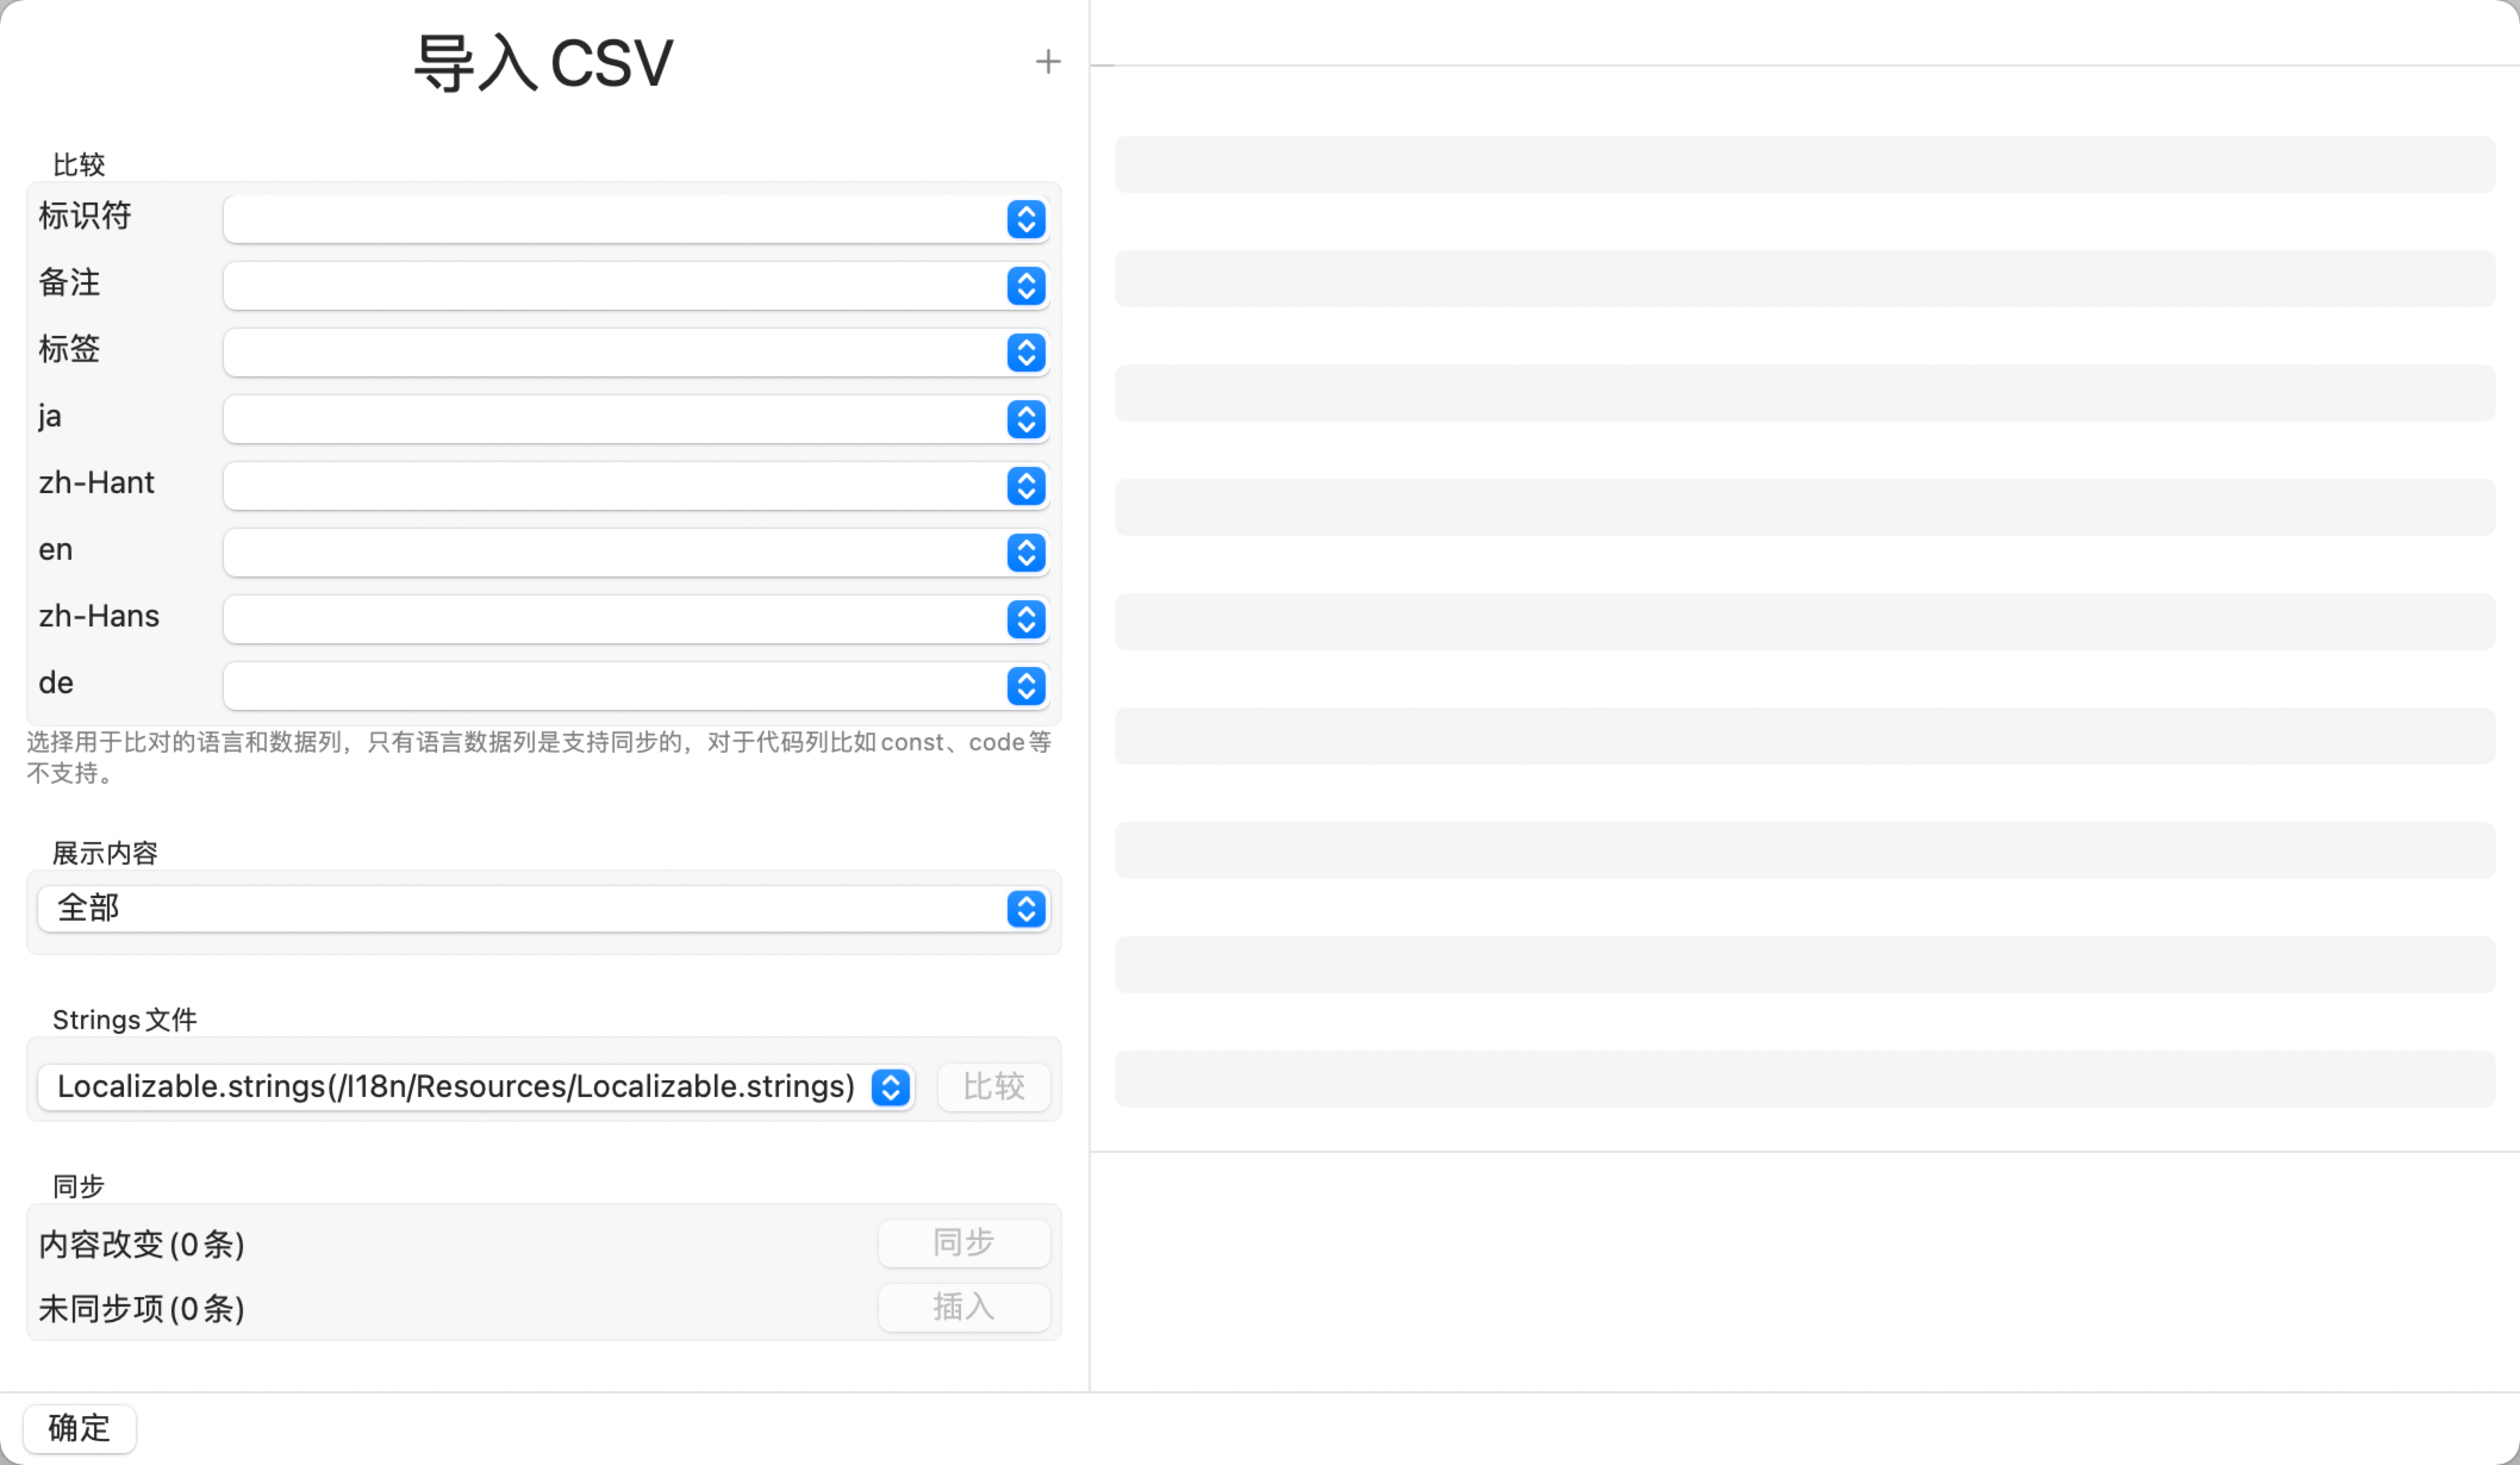 导入 CSV
+
比较
标识符
备注
标签
ja
zh-Hant
en
zh-Hans
de
选择用于比对的语言和数据列，只有语言数据列是支持同步的，对于代码列比如 const、code 等
不支持。
展示内容
全部
Strings 文件
Localizable.strings(/I18n/Resources/Localizable.strings) 比较
同步
内容改变 (0 条) 同步
未同步项 (0 条) 插入
确定